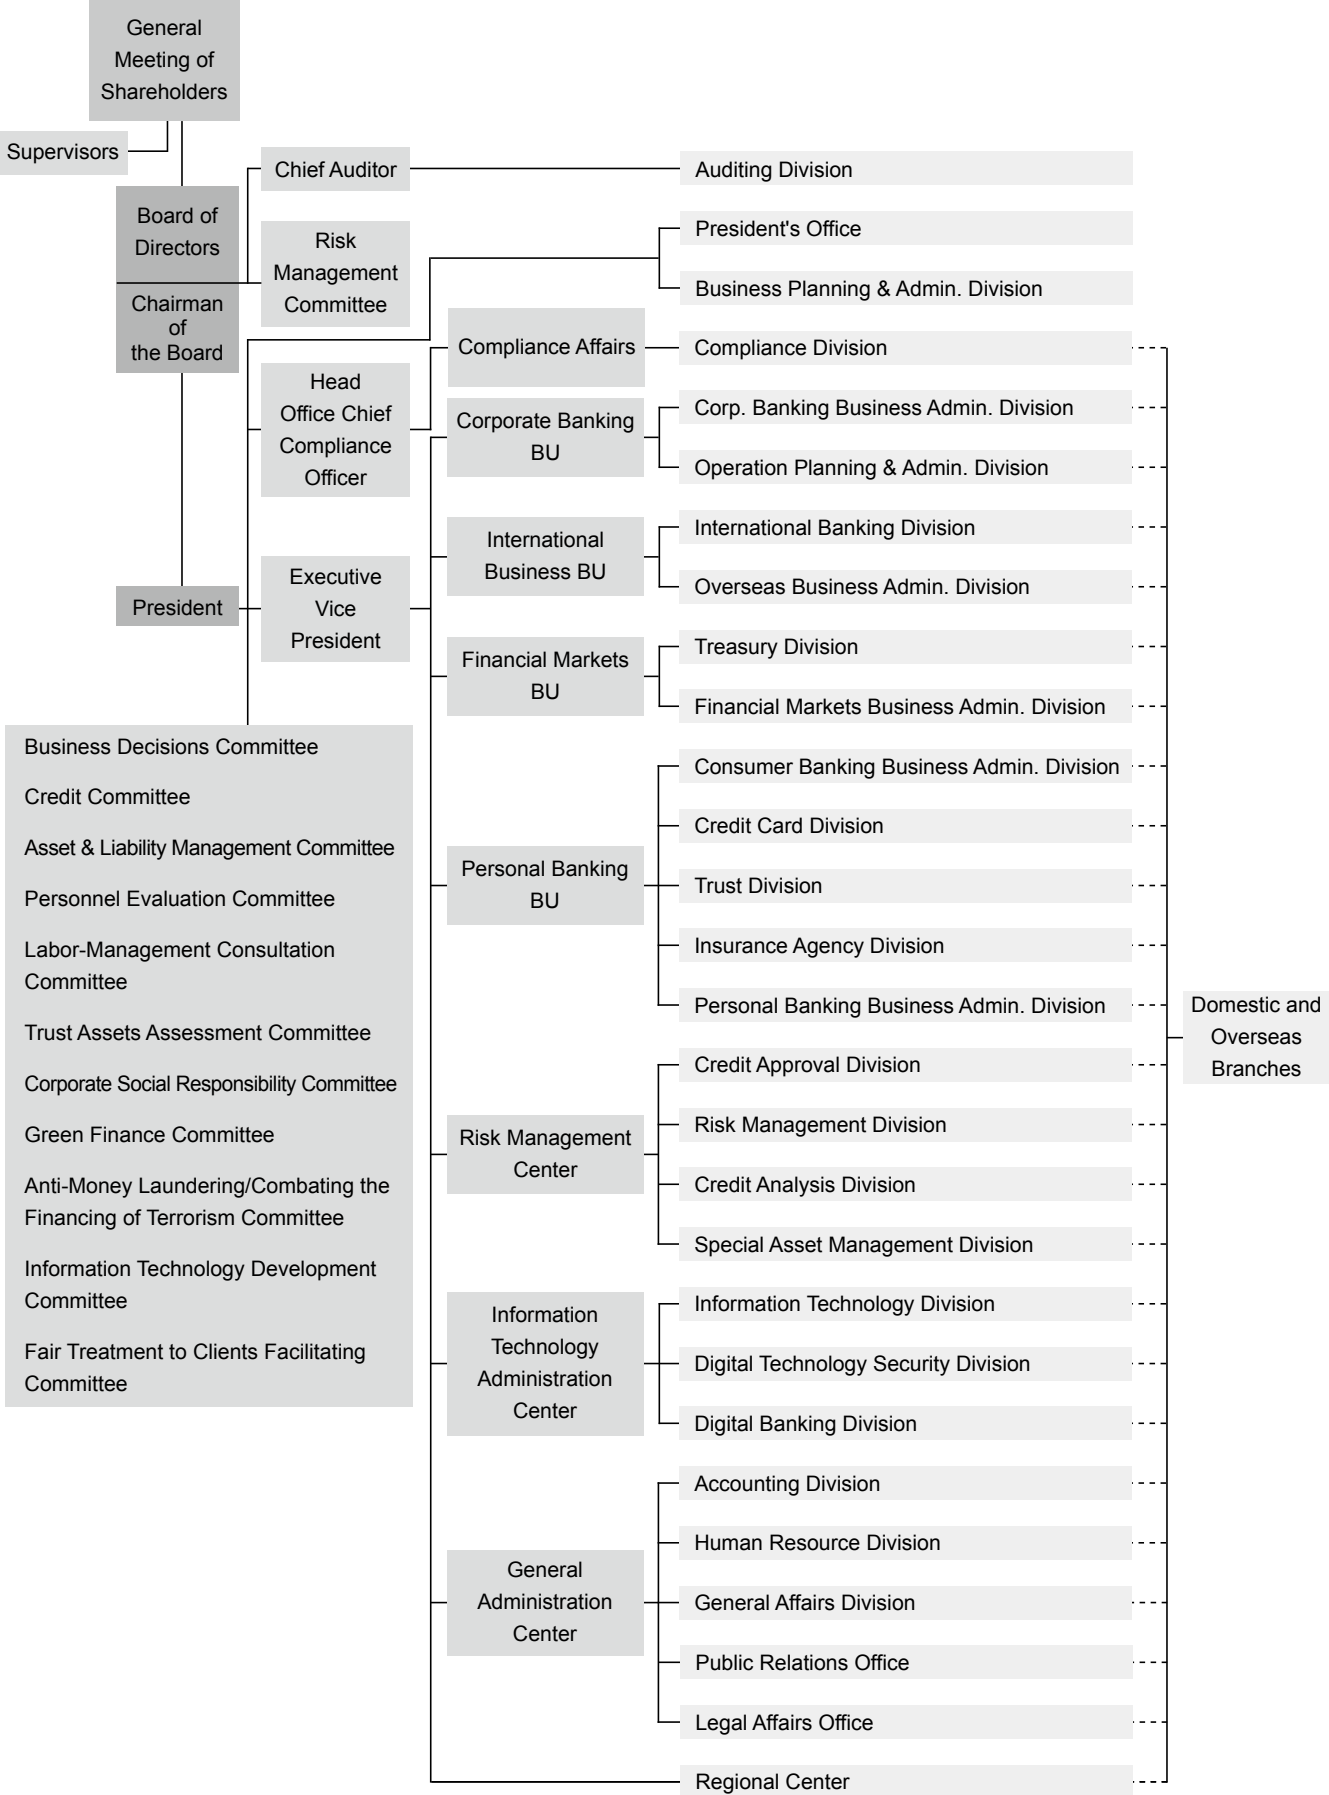 General
Meeting of
Shareholders
Supervisors
Board of
Directors
Chairman
of
the Board
President
Chief Auditor
Risk
Management
Committee
Head
Office Chief
Compliance
Officer
Executive
Vice
President
Business Decisions Committee
Credit Committee
Asset & Liability Management Committee
Personnel Evaluation Committee
Labor-Management Consultation
Committee
Trust Assets Assessment Committee
Corporate Social Responsibility Committee
Green Finance Committee
Anti-Money Laundering/Combating the
Financing of Terrorism Committee
Information Technology Development
Committee
Fair Treatment to Clients Facilitating
Committee
Compliance Affairs
Corporate Banking
BU
International
Business BU
Financial Markets
BU
Personal Banking
BU
Risk Management
Center
Information
Technology
Administration
Center
General
Administration
Center
Auditing Division
President's Office
Business Planning & Admin. Division
Compliance Division
Corp. Banking Business Admin. Division
Operation Planning & Admin. Division
International Banking Division
Overseas Business Admin. Division
Treasury Division
Financial Markets Business Admin. Division
Consumer Banking Business Admin. Division
Credit Card Division
Trust Division
Insurance Agency Division
Personal Banking Business Admin. Division
Credit Approval Division
Risk Management Division
Credit Analysis Division
Special Asset Management Division
Information Technology Division
Digital Technology Security Division
Digital Banking Division
Accounting Division
Human Resource Division
General Affairs Division
Public Relations Office
Legal Affairs Office
Regional Center
Domestic and
Overseas
Branches